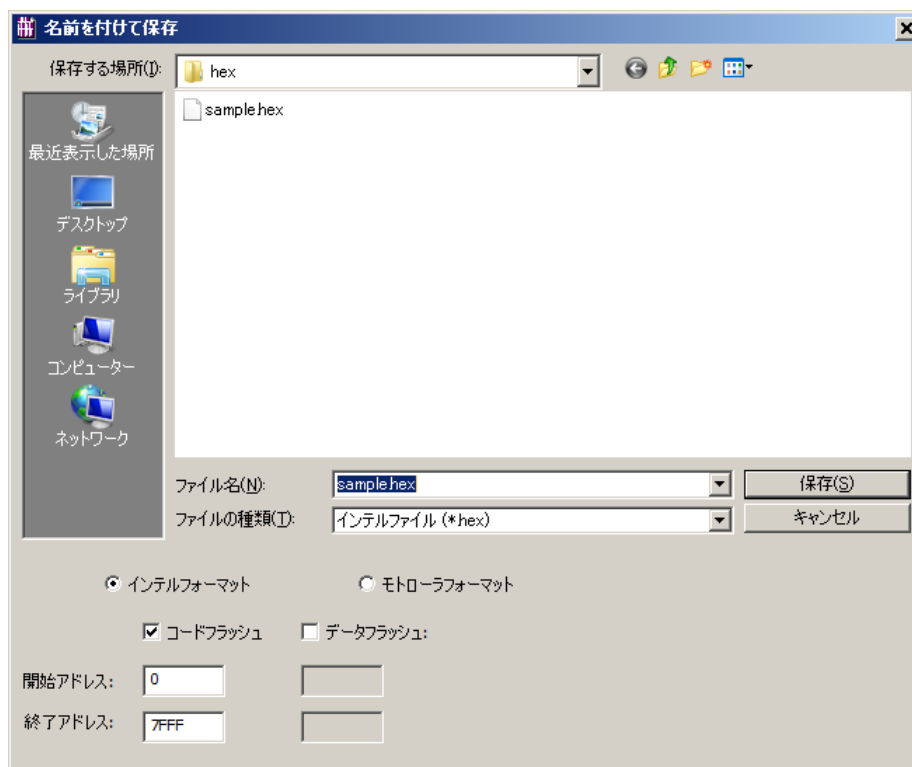 名前を付けて保存
保存する場所(I):
hex
sample.hex
最近表示した場所
デスクトップ
ライブラリ
コンピューター
ネットワーク
ファイル名(N):
sample.hex
保存(S)
ファイルの種類(T):
インテルファイル (*.hex)
キャンセル
インテルフォーマット
モトローラフォーマット
コードフラッシュ
データフラッシュ:
開始アドレス:
0
終了アドレス:
7FFF